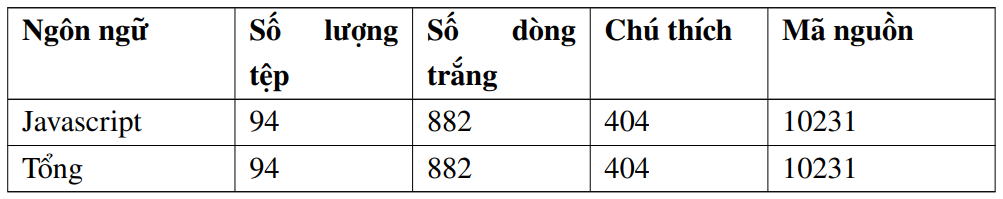 Ngôn ngữ Số lượng Số dòng Chú thích Mã nguồn
tệp trắng
Javascript 94 882 404 10231
Tổng 94 882 404 10231